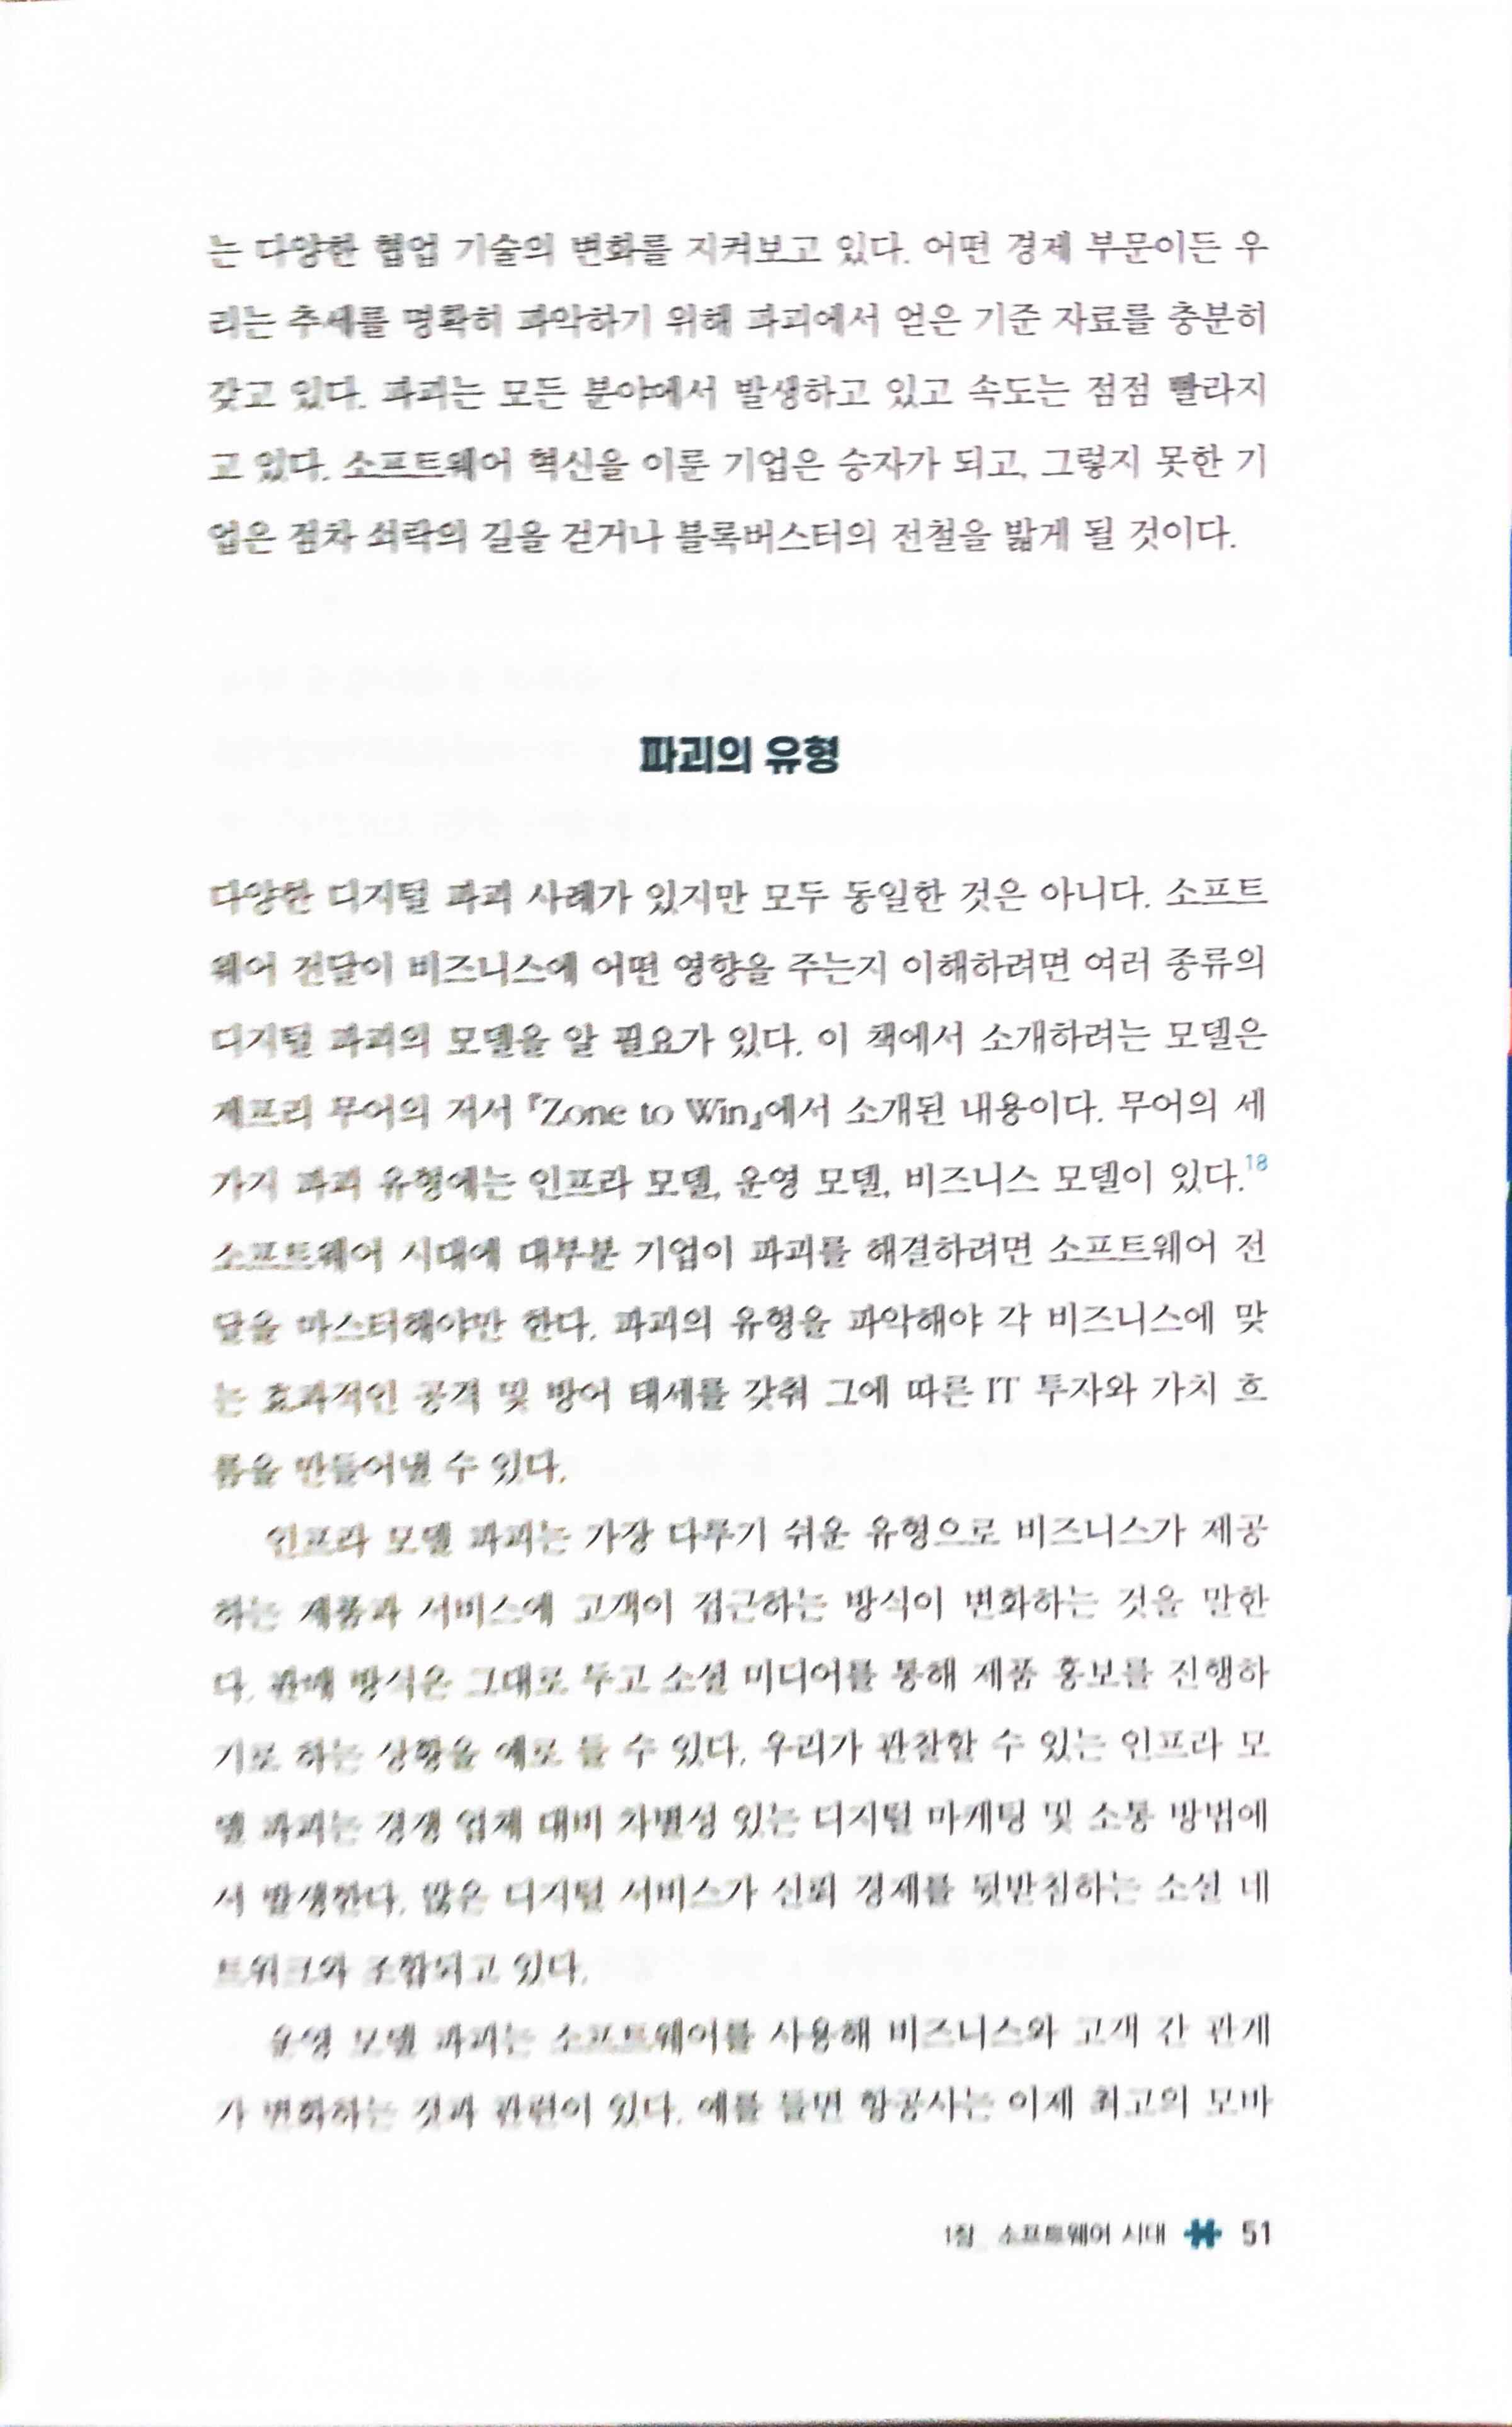 는 다양한 협업 기술의 변화를 지켜보고 있다. 어떤 경제 부문이든 우
리는 추세를 명확히 파악하기 위해 파괴에서 얻은 기준 자료를 충분히
갖고 있다. 파괴는 모든 분야에서 발생하고 있고 속도는 점점 빨라지
고 있다. 소프트웨어 혁신을 이룬 기업은 승자가 되고, 그렇지 못한 기
업은 점차 쇠락의 길을 걷거나 블록버스터의 전철을 밟게 될 것이다.
파괴의 유형
다양한 디지털 파괴 사례가 있지만 모두 동일한 것은 아니다. 소프트
웨어 전달이 비즈니스에 어떤 영향을 주는지 이해하려면 여러 종류의
디지털 파괴의 모델을 알 필요가 있다. 이 책에서 소개하려는 모델은
제프리 무어의 저서 『Zone to Win』에서 소개된 내용이다. 무어의 세
가지 파괴 유형에는 인프라 모델, 운영 모델, 비즈니스 모델이 있다.18
소프트웨어 시대에 대부분 기업이 파괴를 해결하려면 소프트웨어 전
달을 마스터해야만 한다. 파괴의 유형을 파악해야 각 비즈니스에 맞
는 효과적인 공격 및 방어 태세를 갖춰 그에 따른 IT 투자와 가치 흐
름을 만들어낼 수 있다.
인프라 모델 파괴는 가장 다루기 쉬운 유형으로 비즈니스가 제공
하는 제품과 서비스에 고객이 접근하는 방식이 변화하는 것을 말한
다. 판매 방식은 그대로 두고 소셜 미디어를 통해 제품 홍보를 진행하
기로 하는 상황을 예로 들 수 있다. 우리가 관찰할 수 있는 인프라 모
델 파괴는 경쟁 업체 대비 차별성 있는 디지털 마케팅 및 소통 방법에
서 발생한다. 많은 디지털 서비스가 신뢰 경제를 뒷받침하는 소셜 네
트워크와 조합되고 있다.
운영 모델 파괴는 소프트웨어를 사용해 비즈니스와 고객 간 관계
가 변화하는 것과 관련이 있다. 예를 들면 항공사는 이제 최고의 모바
1장_ 소프트웨어 시대 51